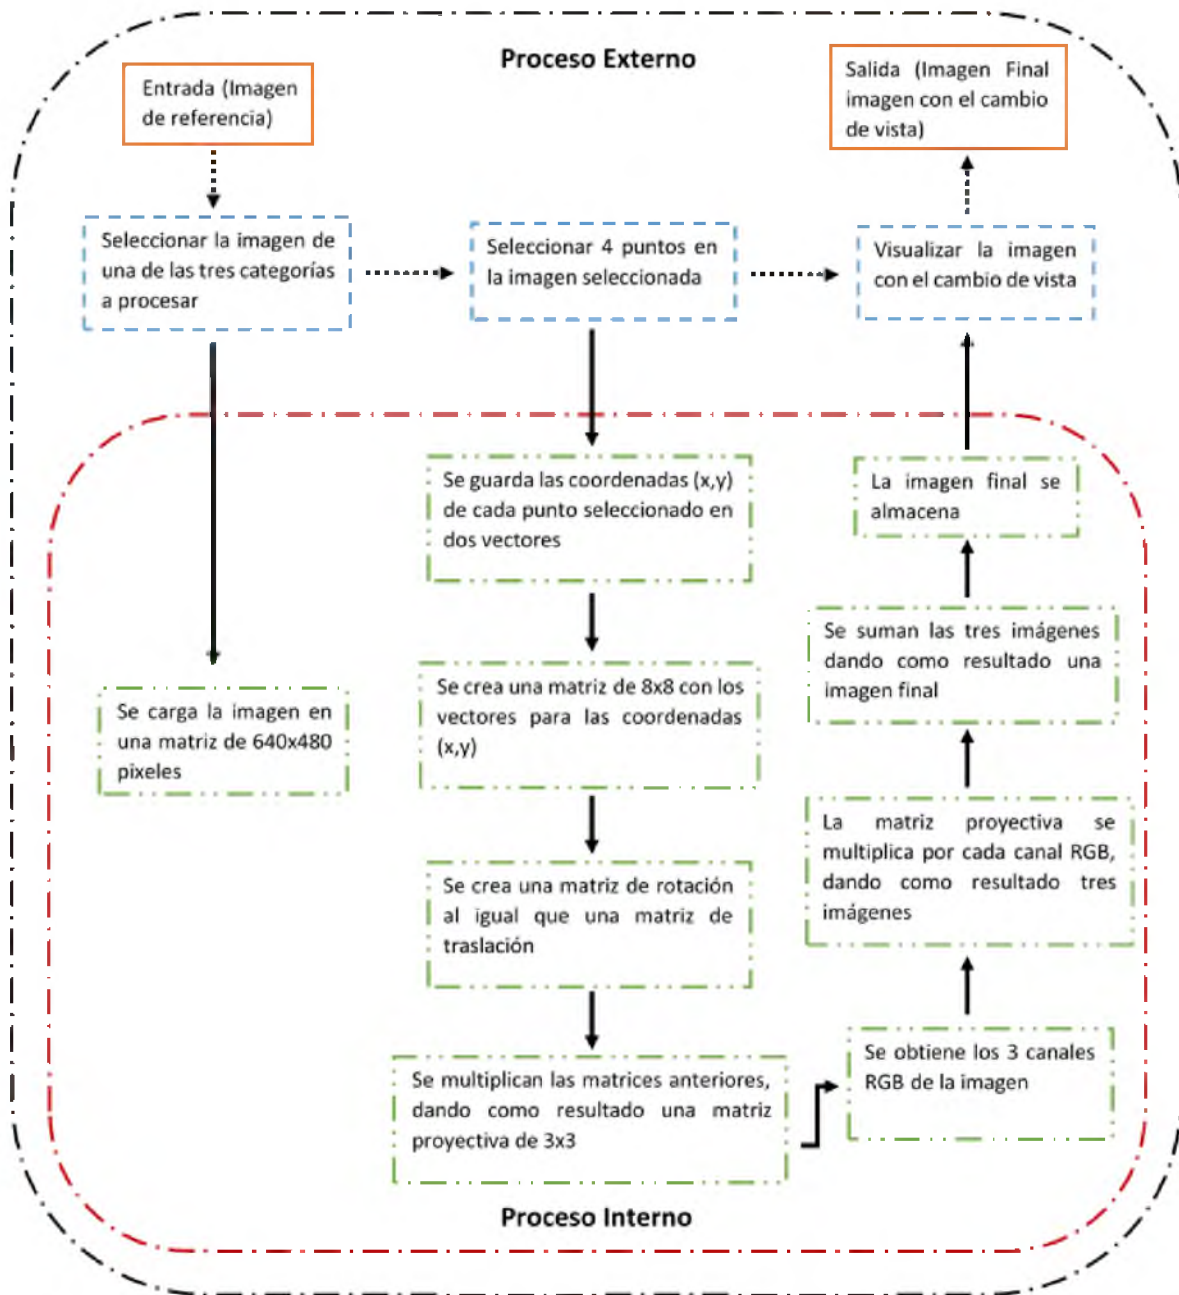 Proceso Externo
Entrada (Imagen
de referencia)
Salida (Imagen Final
imagen con el cambio
de vista)
Seleccionar la imagen de
una de las tres categorías
a procesar
Seleccionar 4 puntos en
la imagen seleccionada
Visualizar la imagen
con el cambio de vista
Se carga la imagen en
una matriz de 640x480
pixeles
Se guarda las coordenadas (x,y)
de cada punto seleccionado en
dos vectores
Se crea una matriz de 8x8 con los
vectores para las coordenadas
(x,y)
Se crea una matriz de rotación
al igual que una matriz de
traslación
Se multiplican las matrices anteriores,
dando como resultado una matriz
proyectiva de 3x3
Se obtiene los 3 canales
RGB de la imagen
La matriz proyectiva se
multiplica por cada canal RGB,
dando como resultado tres
imágenes
Se suman las tres imágenes
dando como resultado una
imagen final
La imagen final se
almacena
Proceso Interno